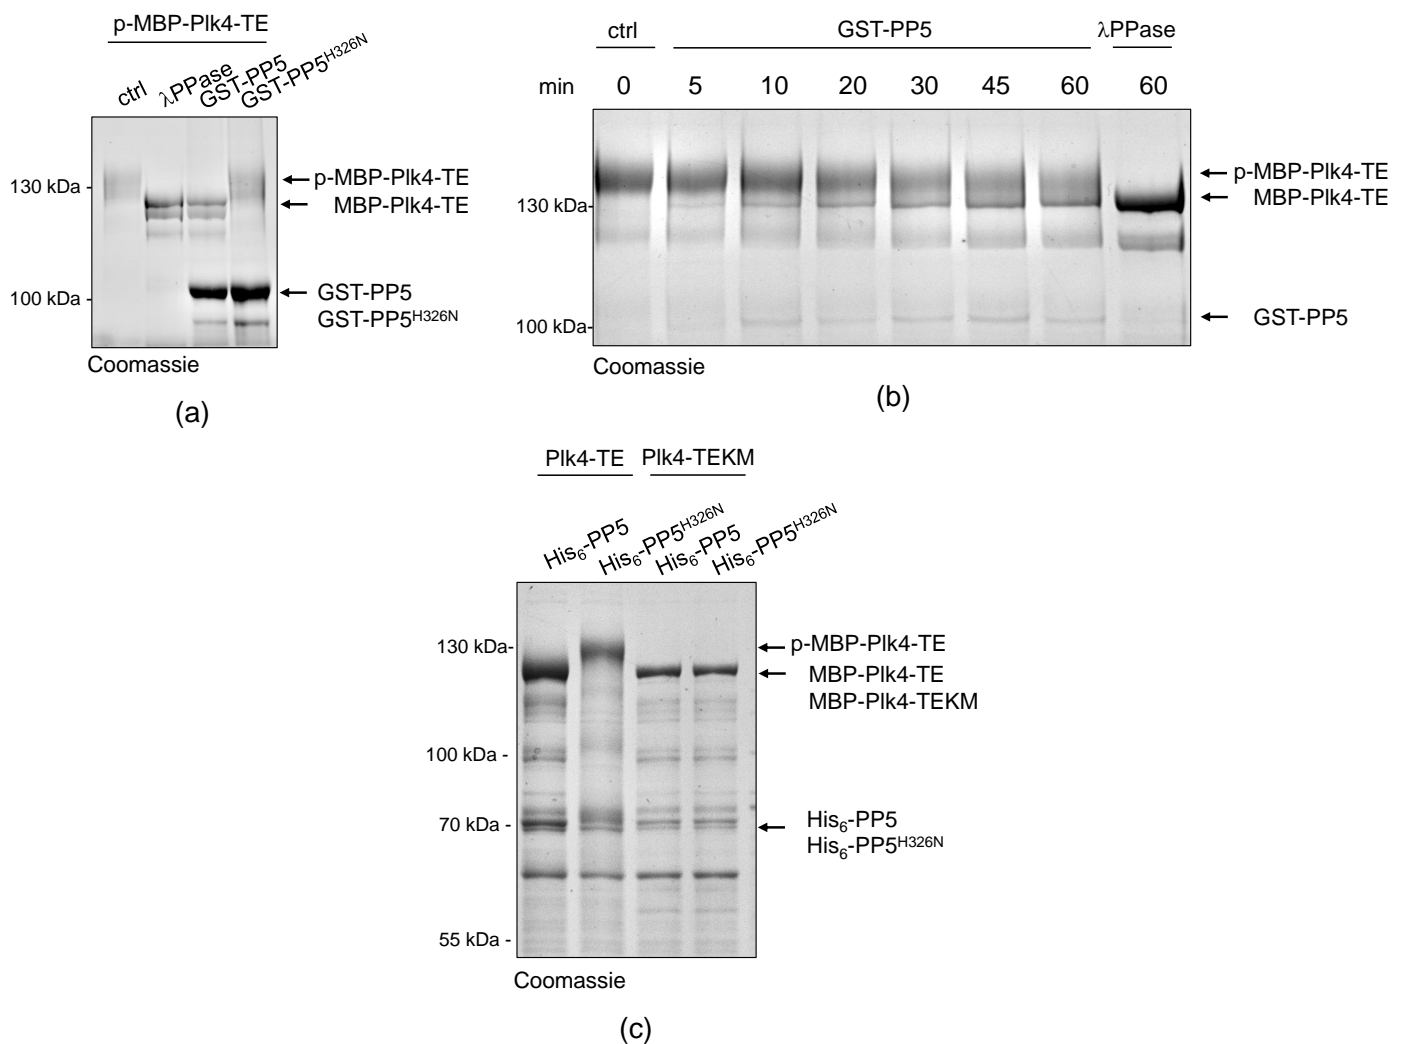 p-MBP-Plk4-TE
ctrl λPPase GST-PP5 GST-PP5H326N
130 kDa
100 kDa
p-MBP-Plk4-TE
MBP-Plk4-TE
GST-PP5
GST-PP5H326N
Coomassie
(a)
ctrl GST-PP5 λPPase
min 0 5 10 20 30 45 60 60
130 kDa
100 kDa
p-MBP-Plk4-TE
MBP-Plk4-TE
GST-PP5
Coomassie
(b)
Plk4-TE Plk4-TEKM
His6-PP5 His6-PP5H326N His6-PP5 His6-PP5H326N
130 kDa-
100 kDa -
70 kDa -
55 kDa -
p-MBP-Plk4-TE
MBP-Plk4-TE
MBP-Plk4-TEKM
His6-PP5
His6-PP5H326N
Coomassie
(c)